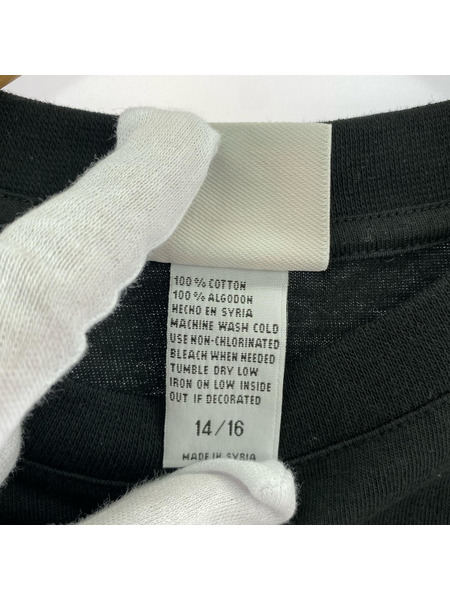 100% COTTON
100% ALGODON
HECHO EN SYRIA
MACHINE WASH COLD
USE NON-CHLORINATED
BLEACH WHEN NEEDED
TUMBLE DRY LOW
IRON ON LOW INSIDE
OUT IF DECORATED
14/16
MADE IN SYRIA